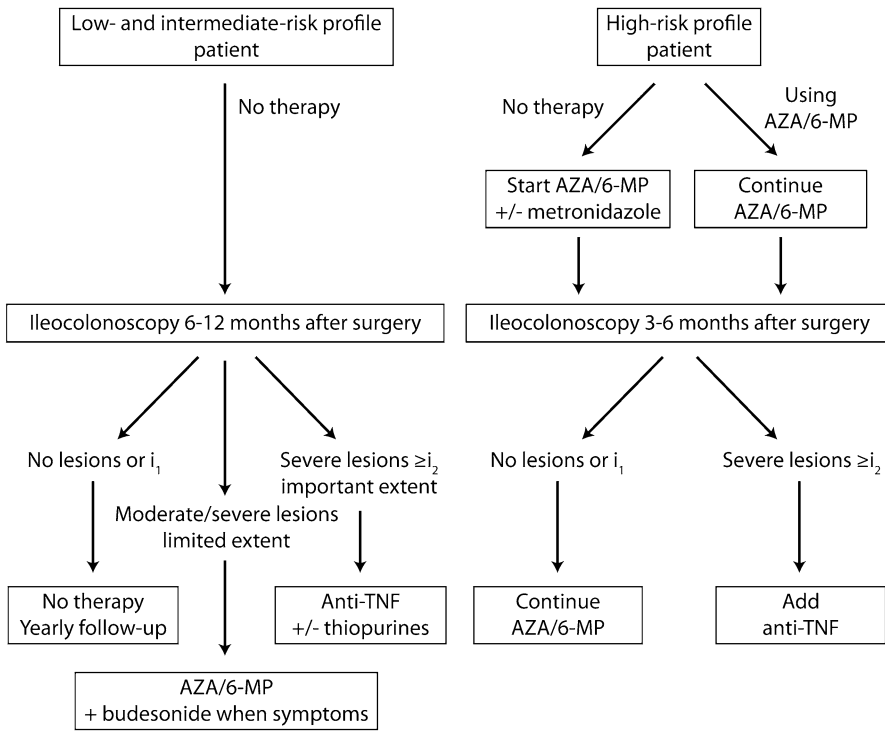 Low- and intermediate-risk profile
patient
No therapy
Ileocolonoscopy 6-12 months after surgery
No lesions or i₁
Moderate/severe lesions
limited extent
Severe lesions ≥i₂
important extent
No therapy
Yearly follow-up
AZA/6-MP
+ budesonide when symptoms
Anti-TNF
+/- thiopurines
High-risk profile
patient
No therapy
Using
AZA/6-MP
Start AZA/6-MP
+/- metronidazole
Continue
AZA/6-MP
Ileocolonoscopy 3-6 months after surgery
No lesions or i₁
Severe lesions ≥i₂
Continue
AZA/6-MP
Add
anti-TNF